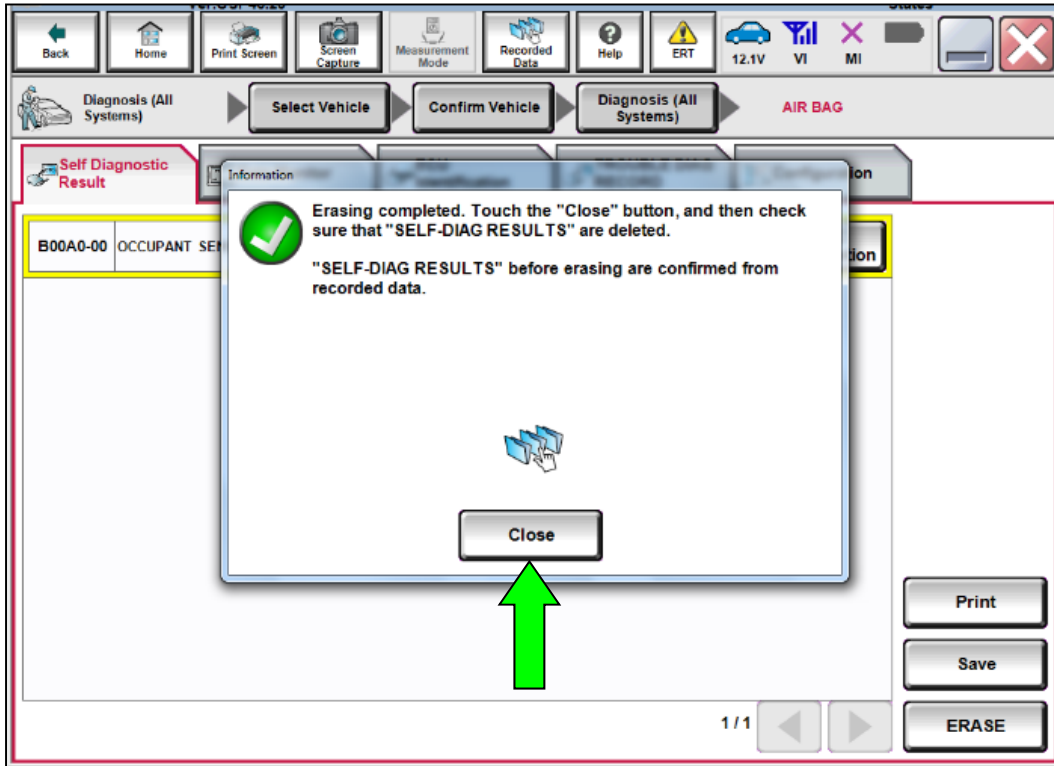 Back
Home
Print Screen
Screen
Capture
Measurement
Mode
Recorded
Data
Help
ERT
12.1V
VI
MI
Diagnosis (All
Systems)
Select Vehicle
Confirm Vehicle
Diagnosis (All
Systems)
AIR BAG
Self Diagnostic
Result
Information
Erasing completed. Touch the "Close" button, and then check
sure that "SELF-DIAG RESULTS" are deleted.
"SELF-DIAG RESULTS" before erasing are confirmed from
recorded data.
B00A0-00 OCCUPANT
Close
Print
Save
1 / 1
ERASE